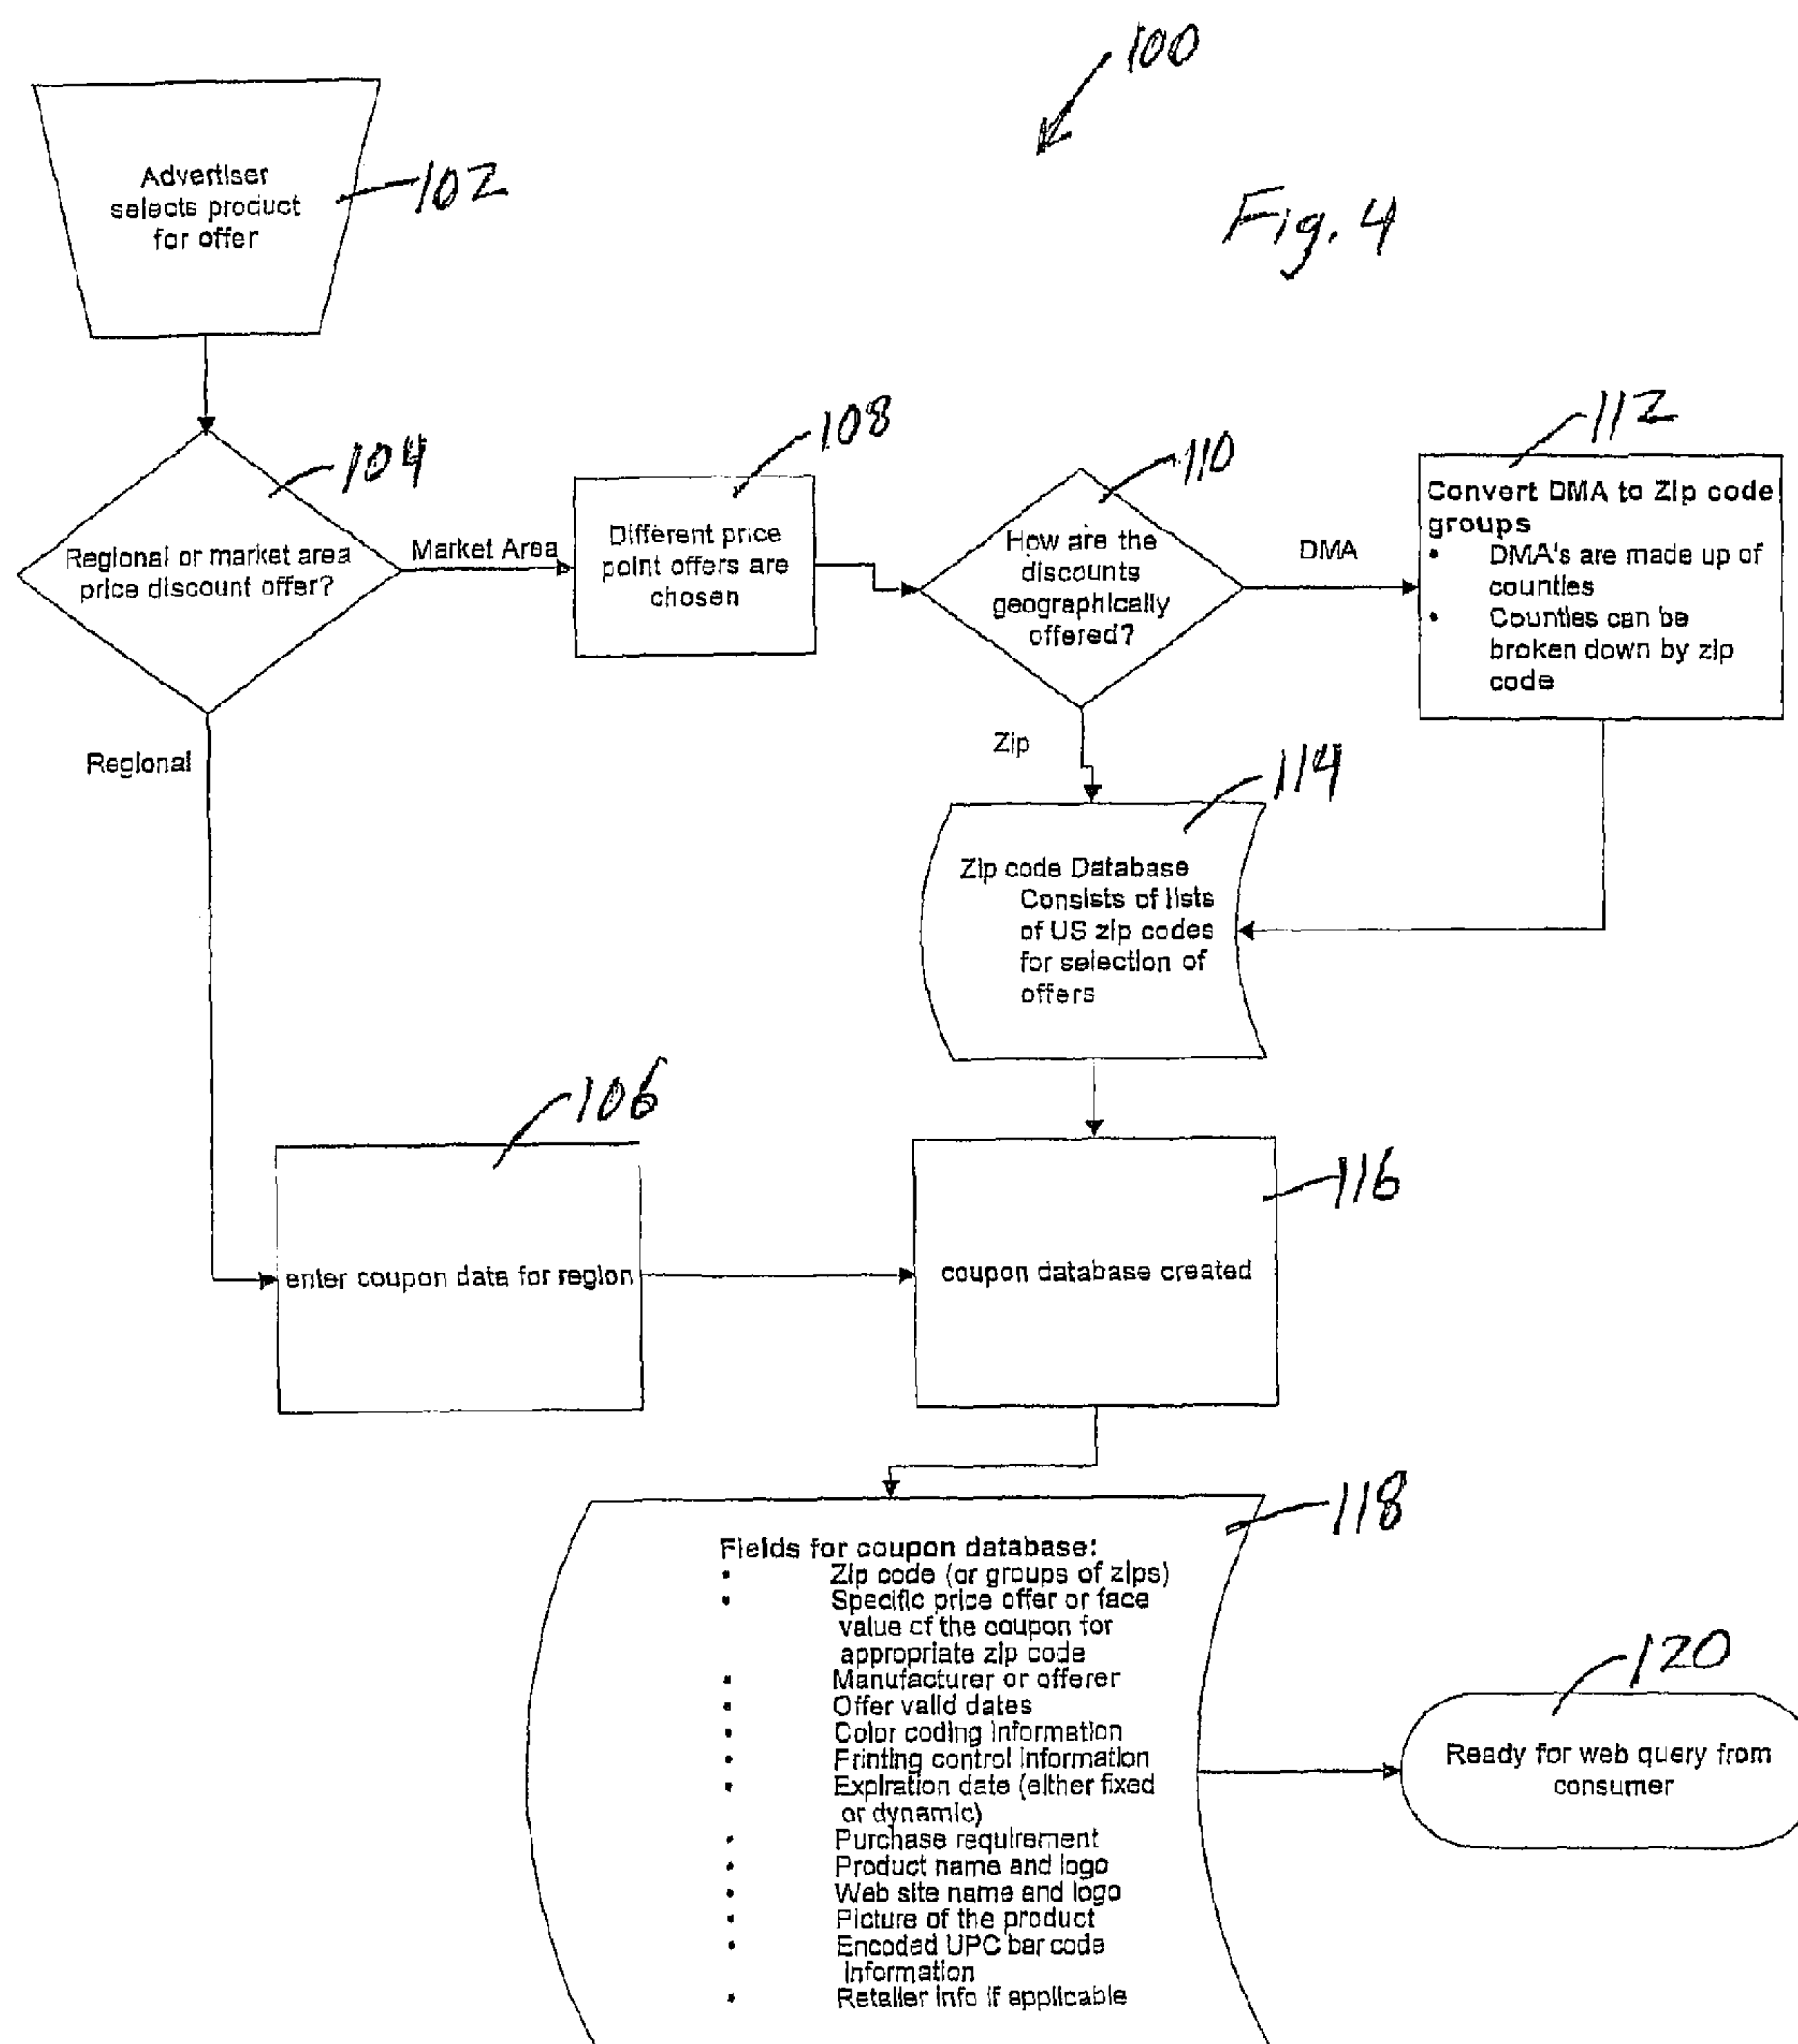 100
Fig. 4
Advertiser
selects product
for offer
102
104
Regional or market area
price discount offer?
Market Area
108
Different price
point offers are
chosen
110
How are the
discounts
geographically
offered?
DMA
112
Convert DMA to Zip code
groups
• DMA's are made up of
counties
• Counties can be
broken down by zip
code
Regional
Zip
114
Zip code Database
Consists of lists
of US zip codes
for selection of
offers
106
enter coupon data for region
116
coupon database created
118
Fields for coupon database:
• Zip code (or groups of zips)
• Specific price offer or face
value of the coupon for
appropriate zip code
• Manufacturer or offerer
• Offer valid dates
• Color coding information
• Printing control information
• Expiration date (either fixed
or dynamic)
• Purchase requirement
• Product name and logo
• Web site name and logo
• Picture of the product
• Encoded UPC bar code
Information
• Retailer info if applicable
120
Ready for web query from
consumer